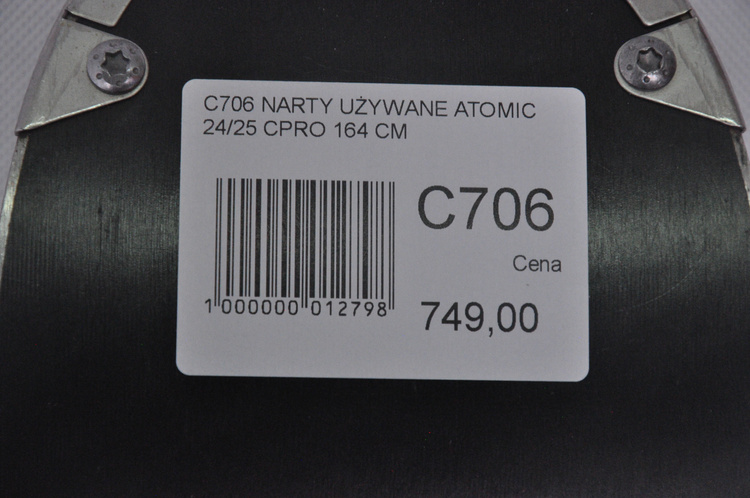 C706 NARTY UŻYWANE ATOMIC
24/25 CPRO 164 CM
C706
Cena
1 000000 012798
749,00